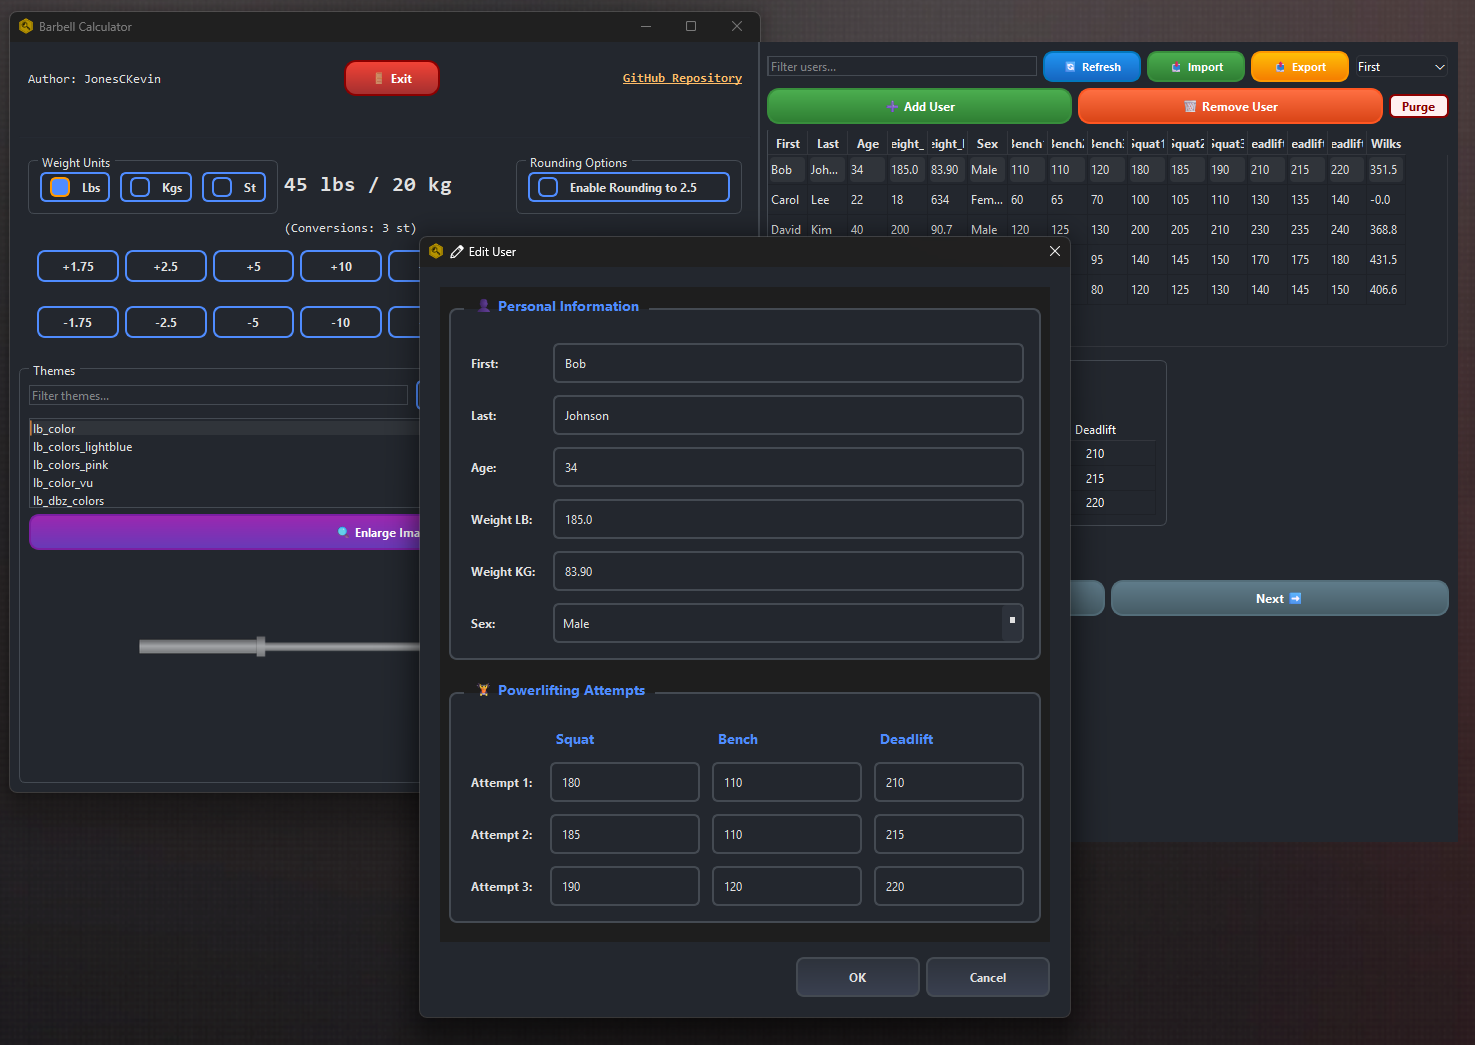 Barbell Calculator
Author: JonesCKevin
Exit
GitHub Repository
Weight Units
Lbs
Kgs
St
45 lbs / 20 kg
(Conversions: 3 st)
Rounding Options
Enable Rounding to 2.5
+1.75
+2.5
+5
+10
-1.75
-2.5
-5
-10
Themes
Filter themes...
lb_color
lb_colors_lightblue
lb_colors_pink
lb_color_vu
lb_dbz_colors
Enlarge Ima
Filter users...
Refresh
Import
Export
First
Add User
Remove User
Purge
First Last Age eight_ eight_l Sex Bench1 Bench2 Bench3 Squat1 Squat2 Squat3 eadlift eadlift eadlift Wilks
Bob Joh... 34 185.0 83.90 Male 110 110 120 180 185 190 210 215 220 351.5
Carol Lee 22 18 634 Fem... 60 65 70 100 105 110 130 135 140 -0.0
David Kim 40 200 90.7 Male 120 125 130 200 205 210 230 235 240 368.8
95 140 145 150 170 175 180 431.5
80 120 125 130 140 145 150 406.6
Deadlift
210
215
220
Next
Edit User
Personal Information
First: Bob
Last: Johnson
Age: 34
Weight LB: 185.0
Weight KG: 83.90
Sex: Male
Powerlifting Attempts
Squat Bench Deadlift
Attempt 1: 180 110 210
Attempt 2: 185 110 215
Attempt 3: 190 120 220
OK
Cancel